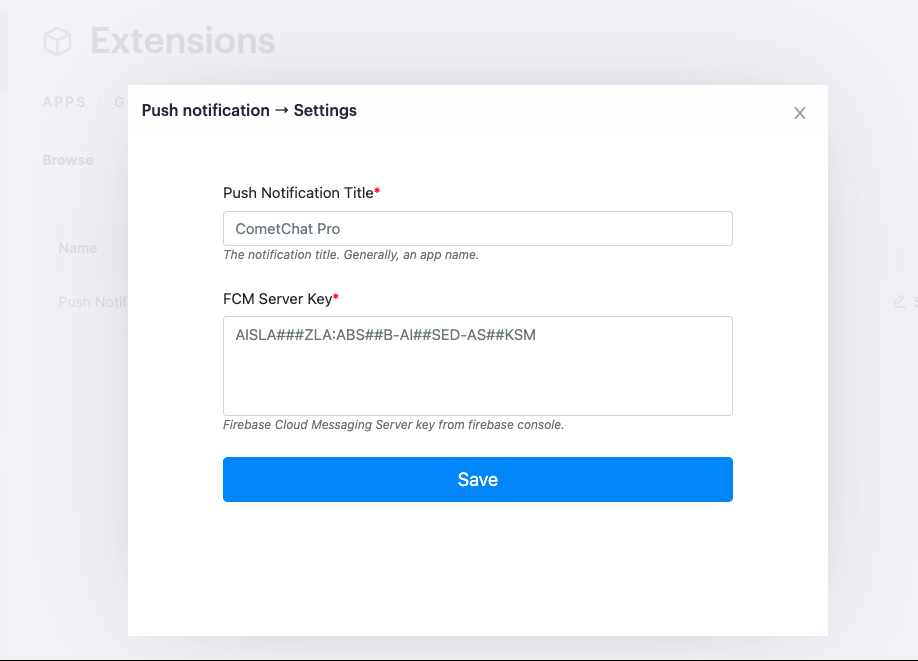 Extensions
APPS G
Push notification → Settings
X
Browse
Push Notification Title*
CometChat Pro
The notification title. Generally, an app name.
Name
FCM Server Key*
Push Notif
AISLA###ZLA:ABS##B-AI##SED-AS##KSM
Firebase Cloud Messaging Server key from firebase console.
Save